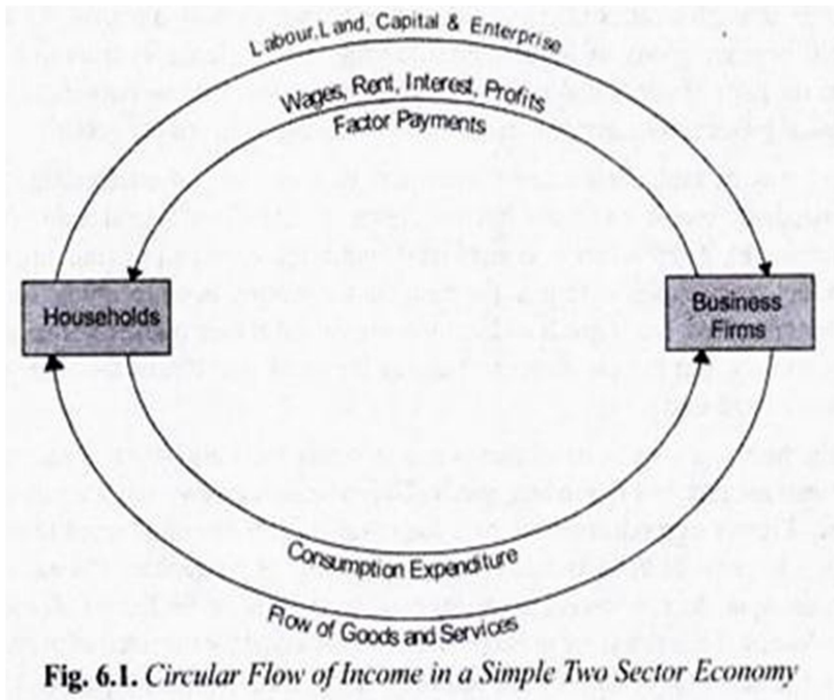 Labour,Land, Capital & Enterprise
Wages, Rent, Interest, Profits
Factor Payments
Households
Business
Firms
Consumption Expenditure
Flow of Goods and Services
Fig. 6.1. Circular Flow of Income in a Simple Two Sector Economy